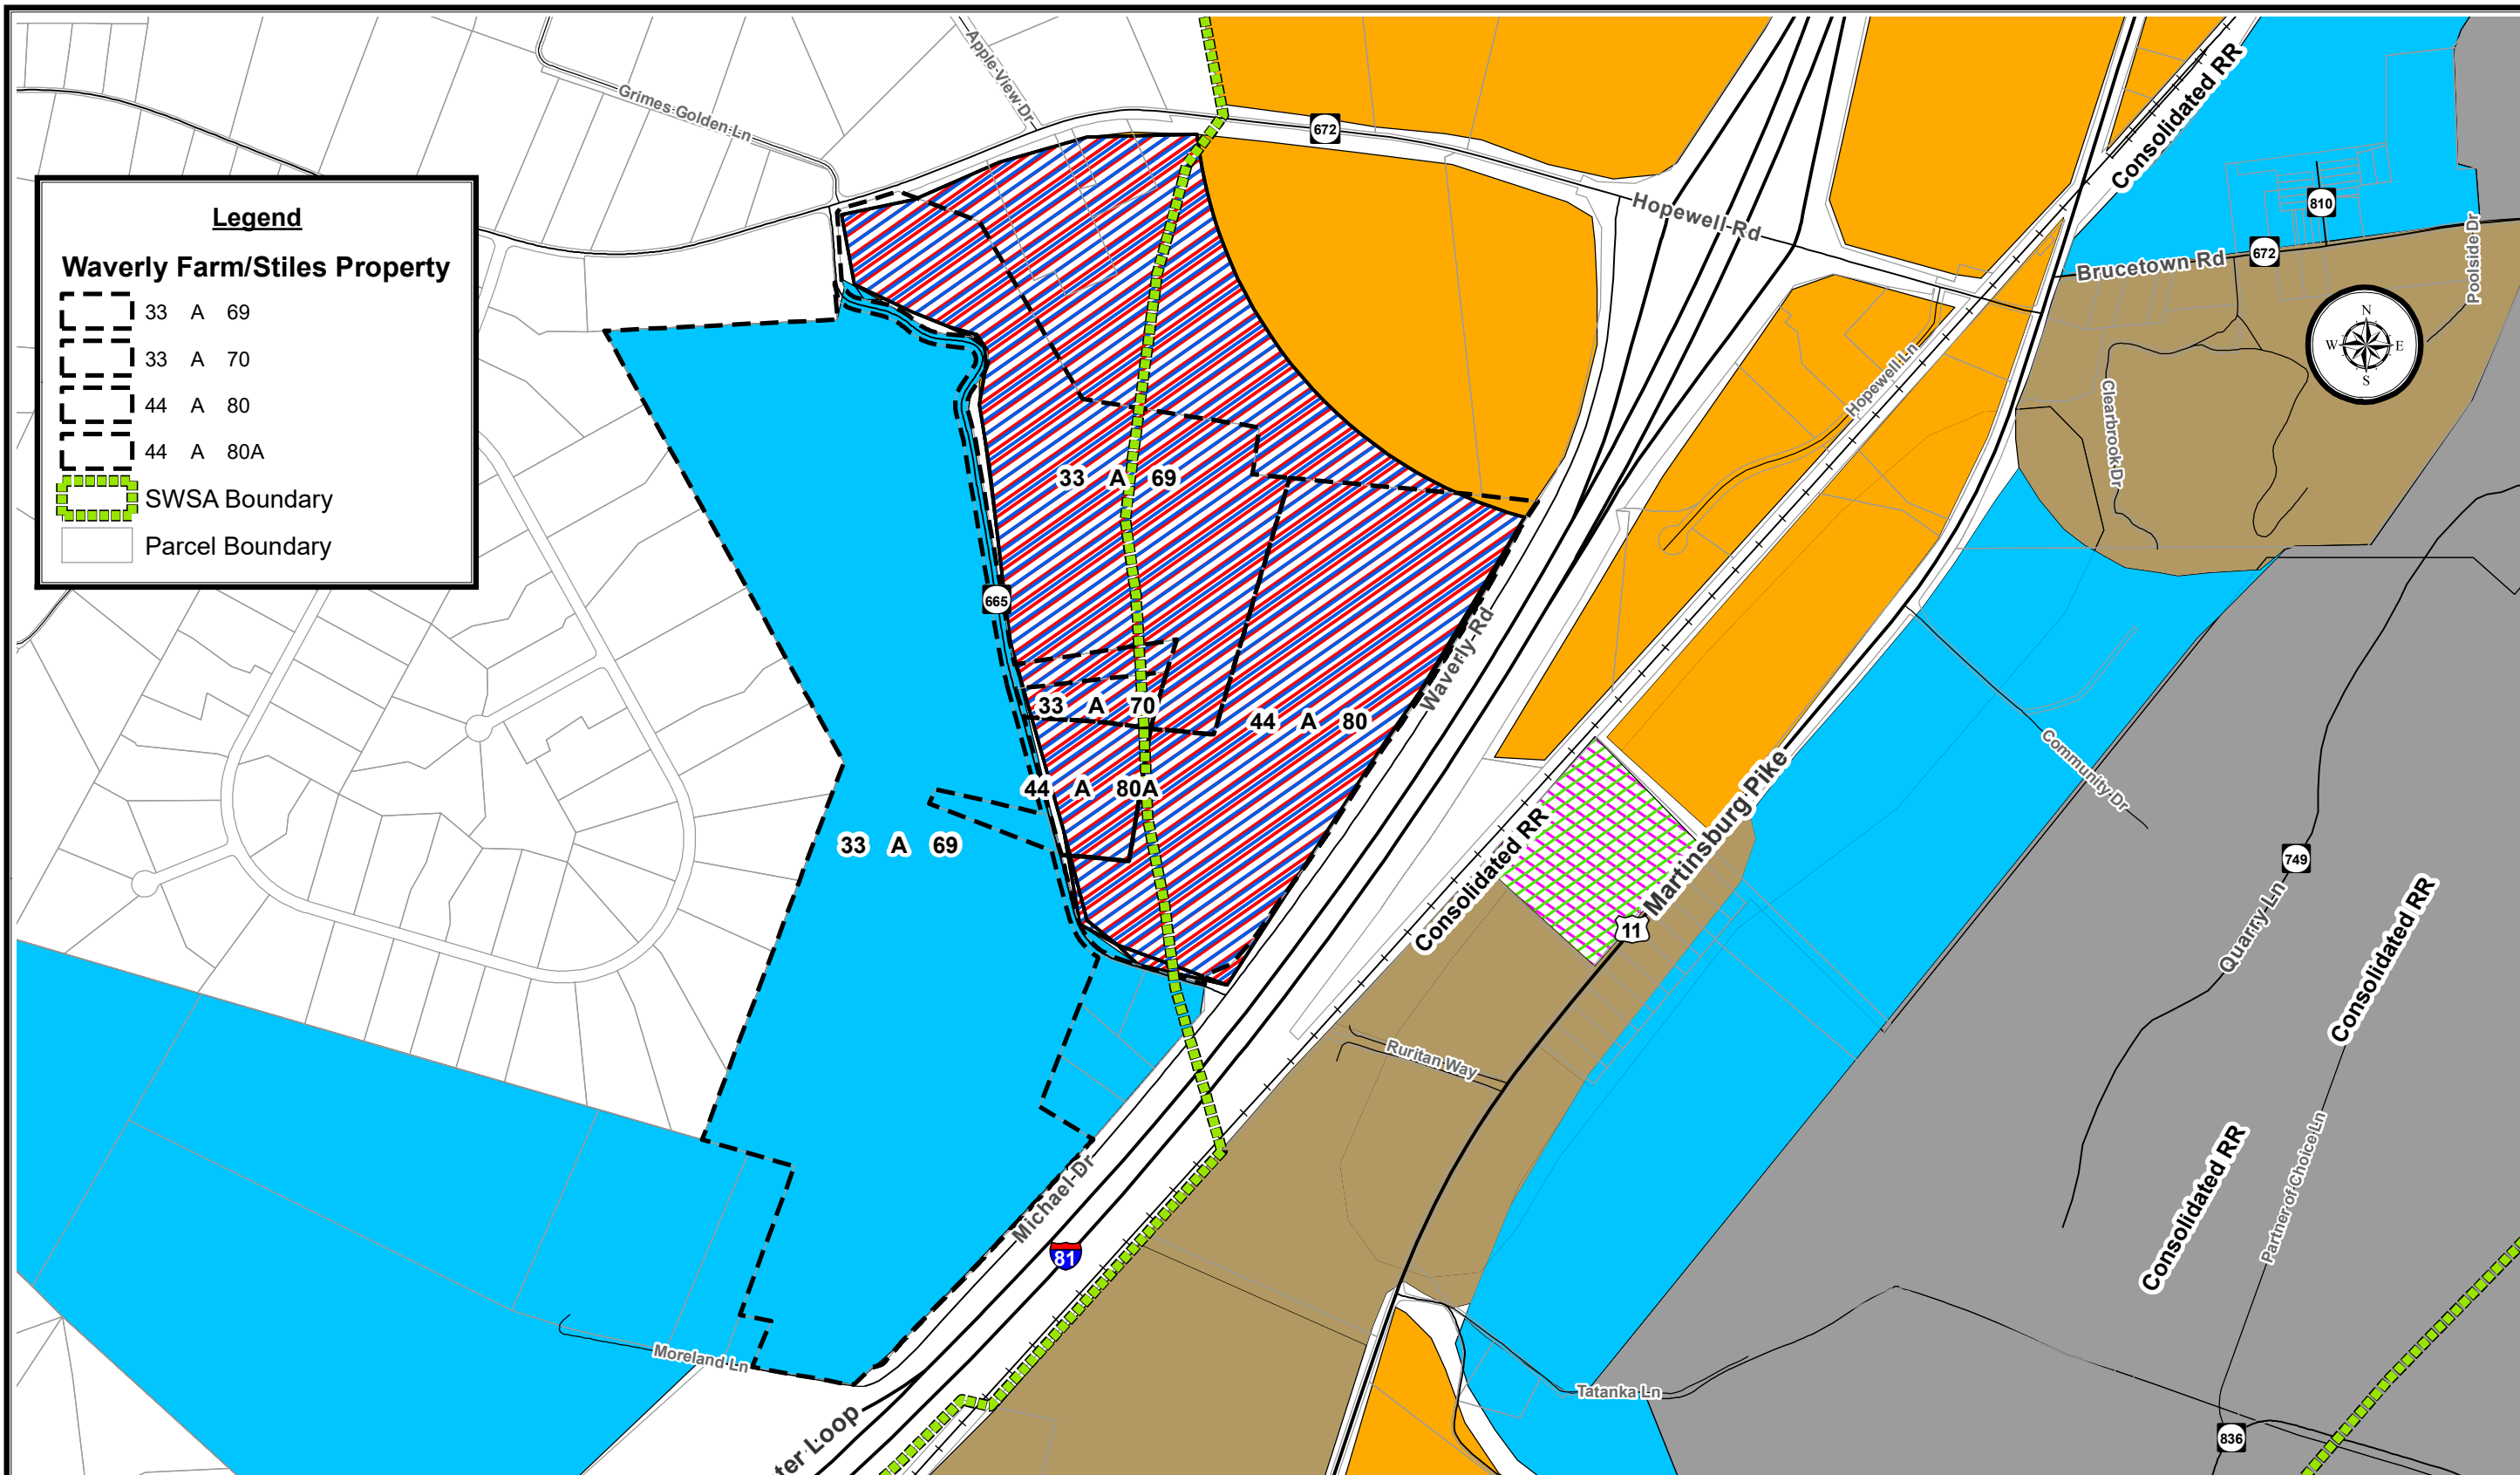 Legend
Waverly Farm/Stiles Property
33 A 69
33 A 70
44 A 80
44 A 80A
SWSA Boundary
Parcel Boundary
Apple View Dr
Grimes Golden Ln
672
Hopewell Rd
Consolidated RR
810
672
Brucetown Rd
Poolside Dr
N
W E
S
Hopewell Ln
Clearbrook Dr
33 A 69
665
Waverly Rd
33 A 70
44 A 80
44 A 80A
33 A 69
Community Dr
Martinsburg Pike
Consolidated RR
11
749
Quarry Ln
Consolidated RR
Ruritan Way
Michael Dr
81
Partner of Choice Ln
Consolidated RR
Moreland Ln
Tatanka Ln
ter Loop
836